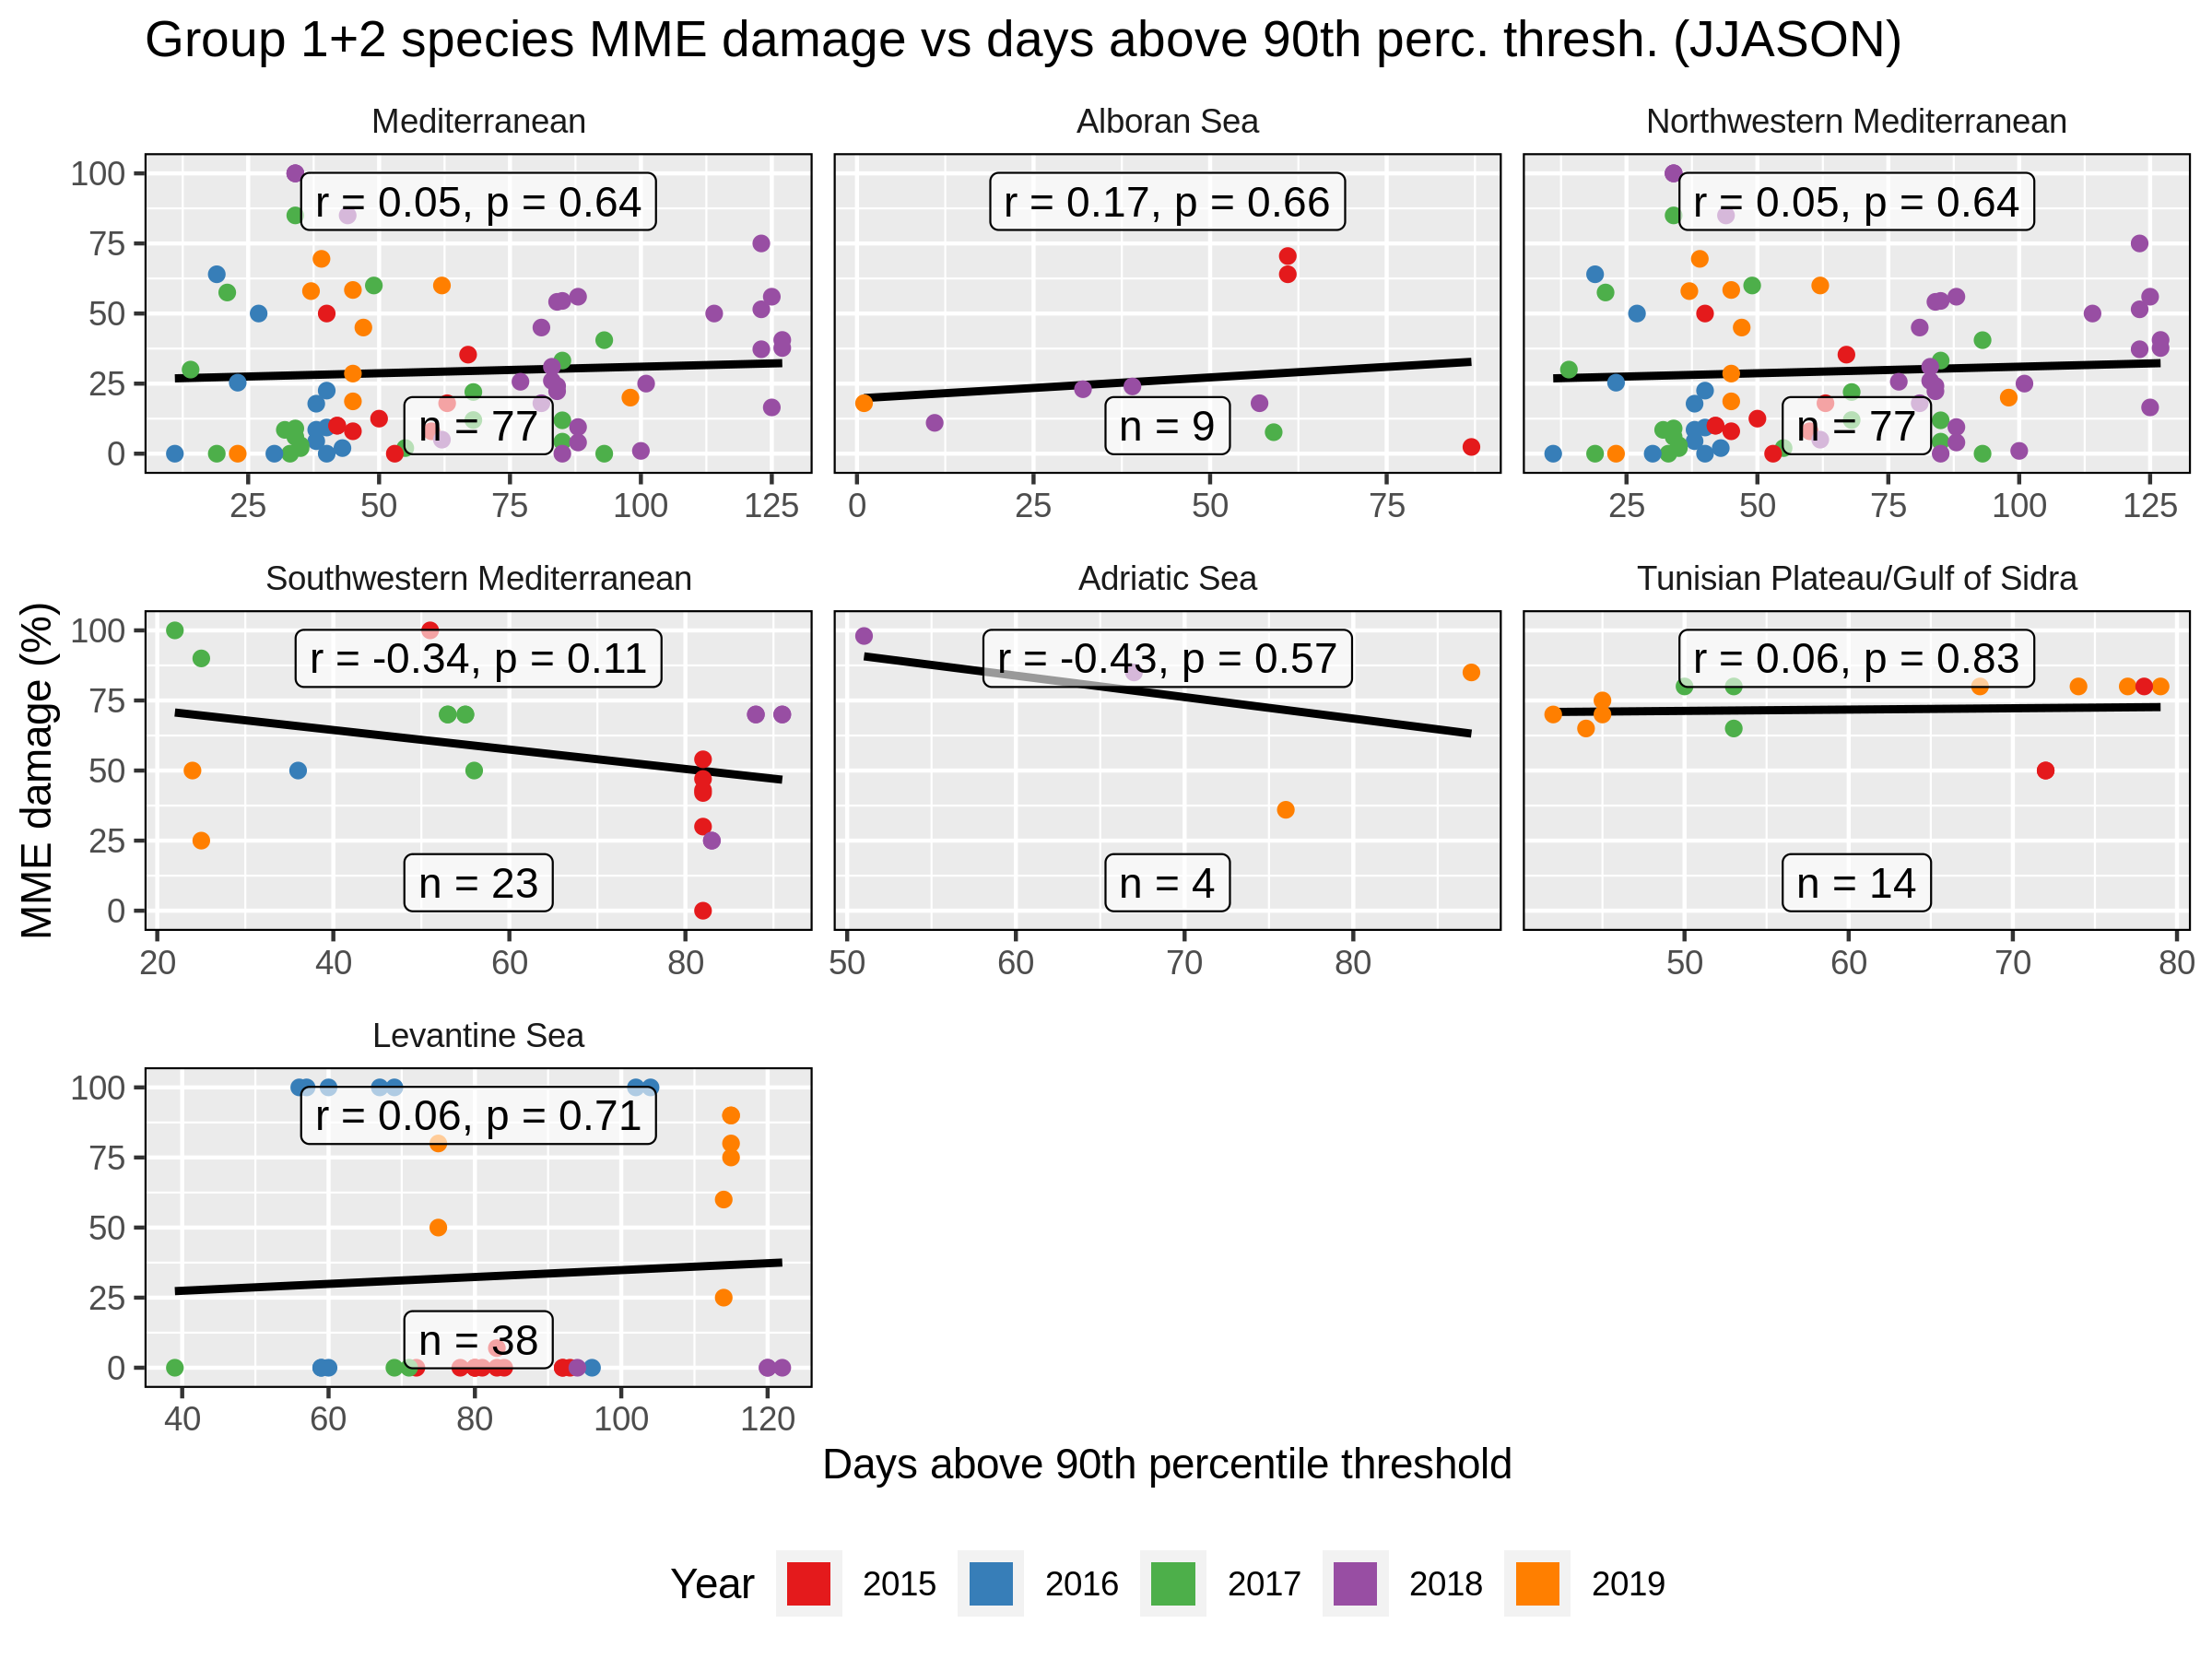 Group 1+2 species MME damage vs days above 90th perc. thresh. (JJASON)
Mediterranean
Alboran Sea
Northwestern Mediterranean
100
75
50
25
0
r = 0.05, p = 0.64
n = 77
r = 0.17, p = 0.66
n = 9
r = 0.05, p = 0.64
n = 77
25 50 75 100 125
0 25 50 75
25 50 75 100 125
Southwestern Mediterranean
Adriatic Sea
Tunisian Plateau/Gulf of Sidra
MME damage (%)
100
75
50
25
0
r = -0.34, p = 0.11
n = 23
r = -0.43, p = 0.57
n = 4
r = 0.06, p = 0.83
n = 14
20 40 60 80
50 60 70 80
50 60 70 80
Levantine Sea
100
75
50
25
0
r = 0.06, p = 0.71
n = 38
40 60 80 100 120
Days above 90th percentile threshold
Year 2015 2016 2017 2018 2019